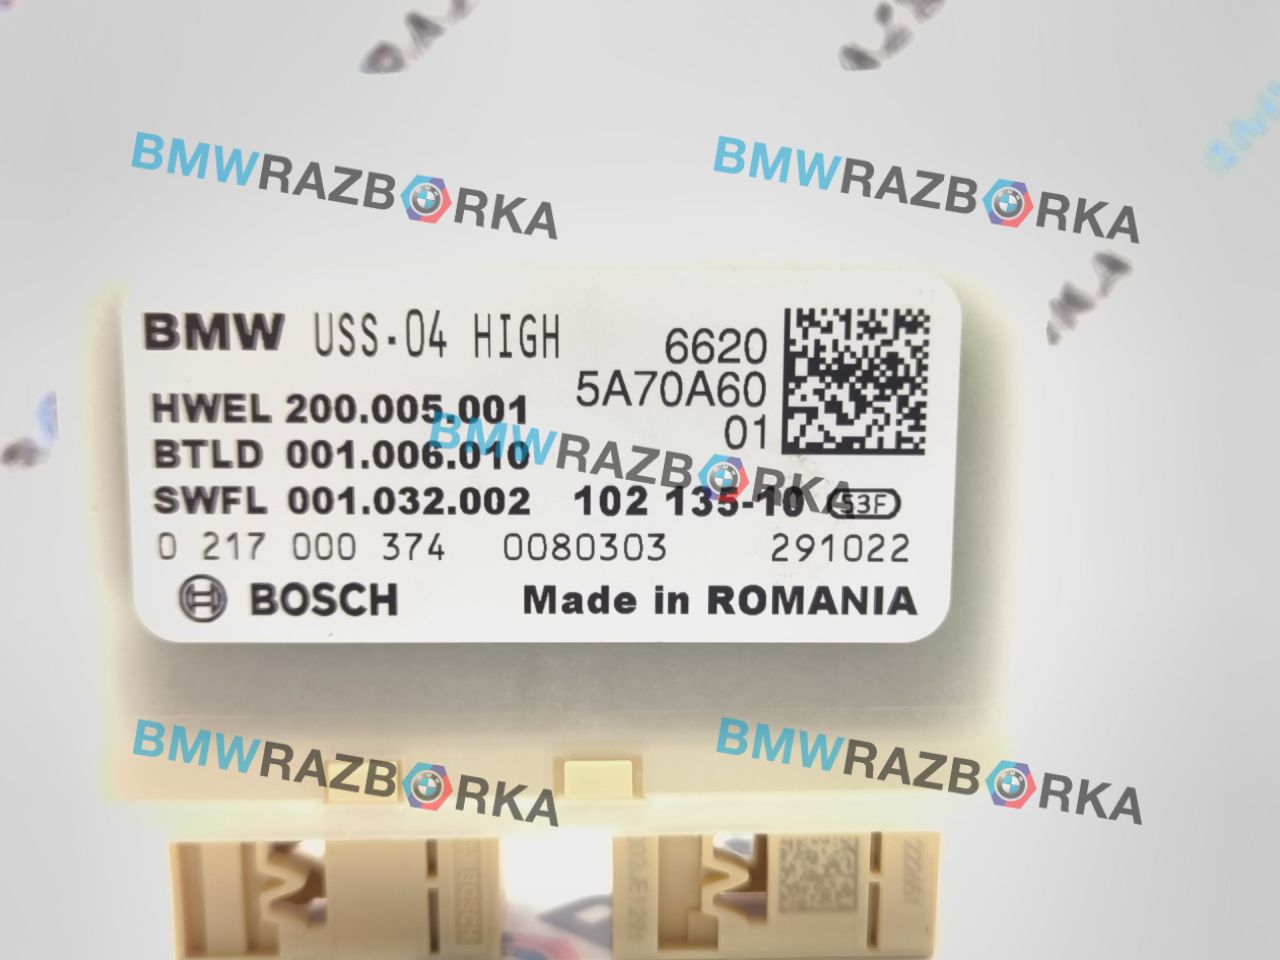 BMWRAZBORKA
BMWRAZBORKA
BMW USS-04 HIGH
6620
5A70A60
01
HWEL 200.005.001
BTLD 001.006.010
BMWRAZBORKA
SWFL 001.032.002 102 135-10 53F
0 217 000 374 0080303 291022
BOSCH Made in ROMANIA
BMWRAZBORKA
BMWRAZBORKA
BOSCH
222651